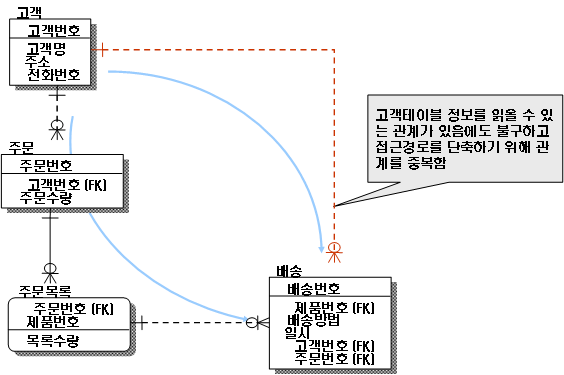 고객
고객번호
고객명
주소
전화번호
고객테이블 정보를 읽을 수 있
는 관계가 있음에도 불구하고
접근경로를 단축하기 위해 관
계를 중복함
주문
주문번호
고객번호 (FK)
주문수량
주문목록
주문번호 (FK)
제품번호
목록수량
배송
배송번호
제품번호 (FK)
배송방법
일시
고객번호 (FK)
주문번호 (FK)